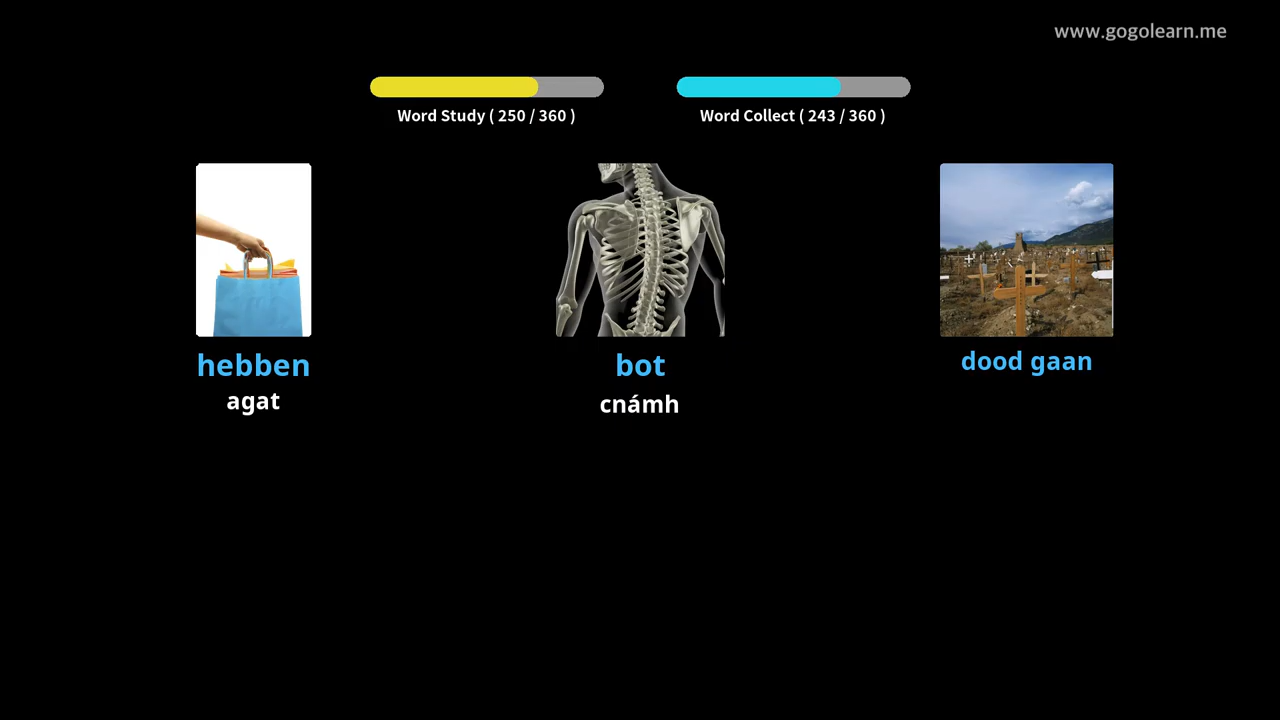 www.gogolearn.me
Word Study ( 250 / 360 )
Word Collect ( 243 / 360 )
hebben
agat
bot
cnámh
dood gaan